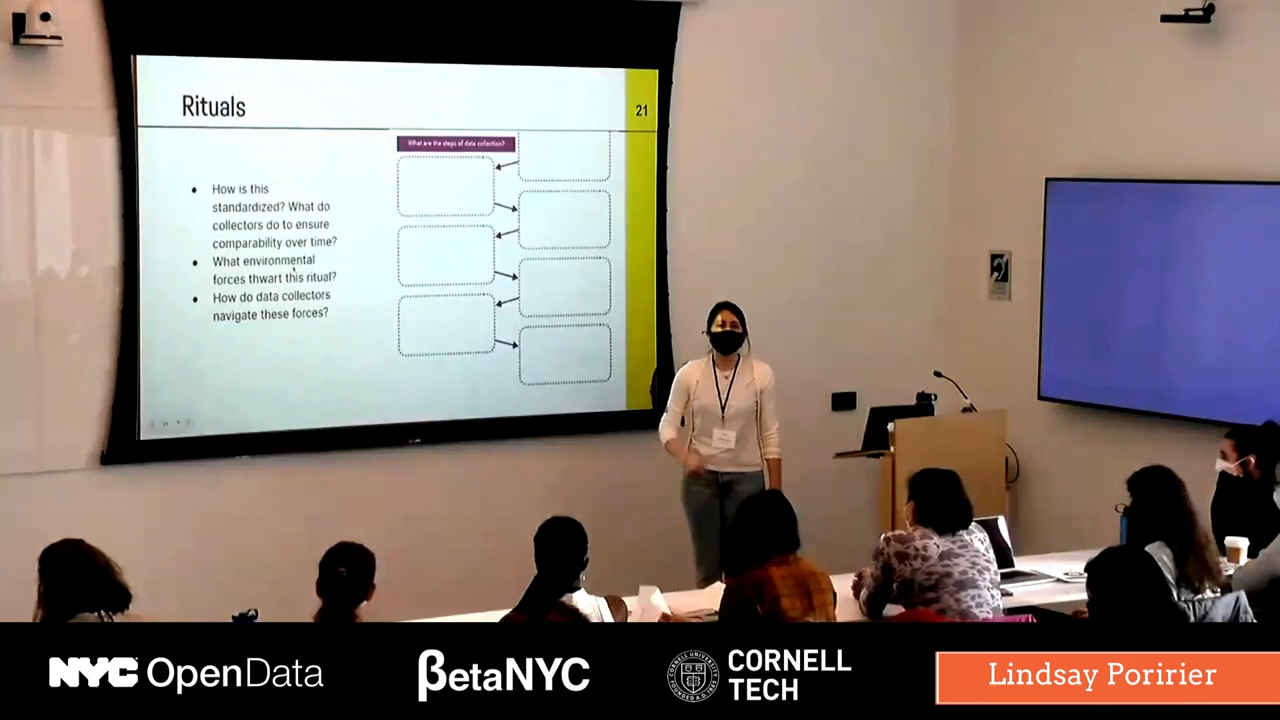 Rituals
21
What are the steps of data collection?
How is this
standardized? What do
collectors do to ensure
comparability over time?
What environmental
forces thwart this ritual?
How do data collectors
navigate these forces?
NYC OpenData
βetaNYC
CORNELL
TECH
Lindsay Poririer